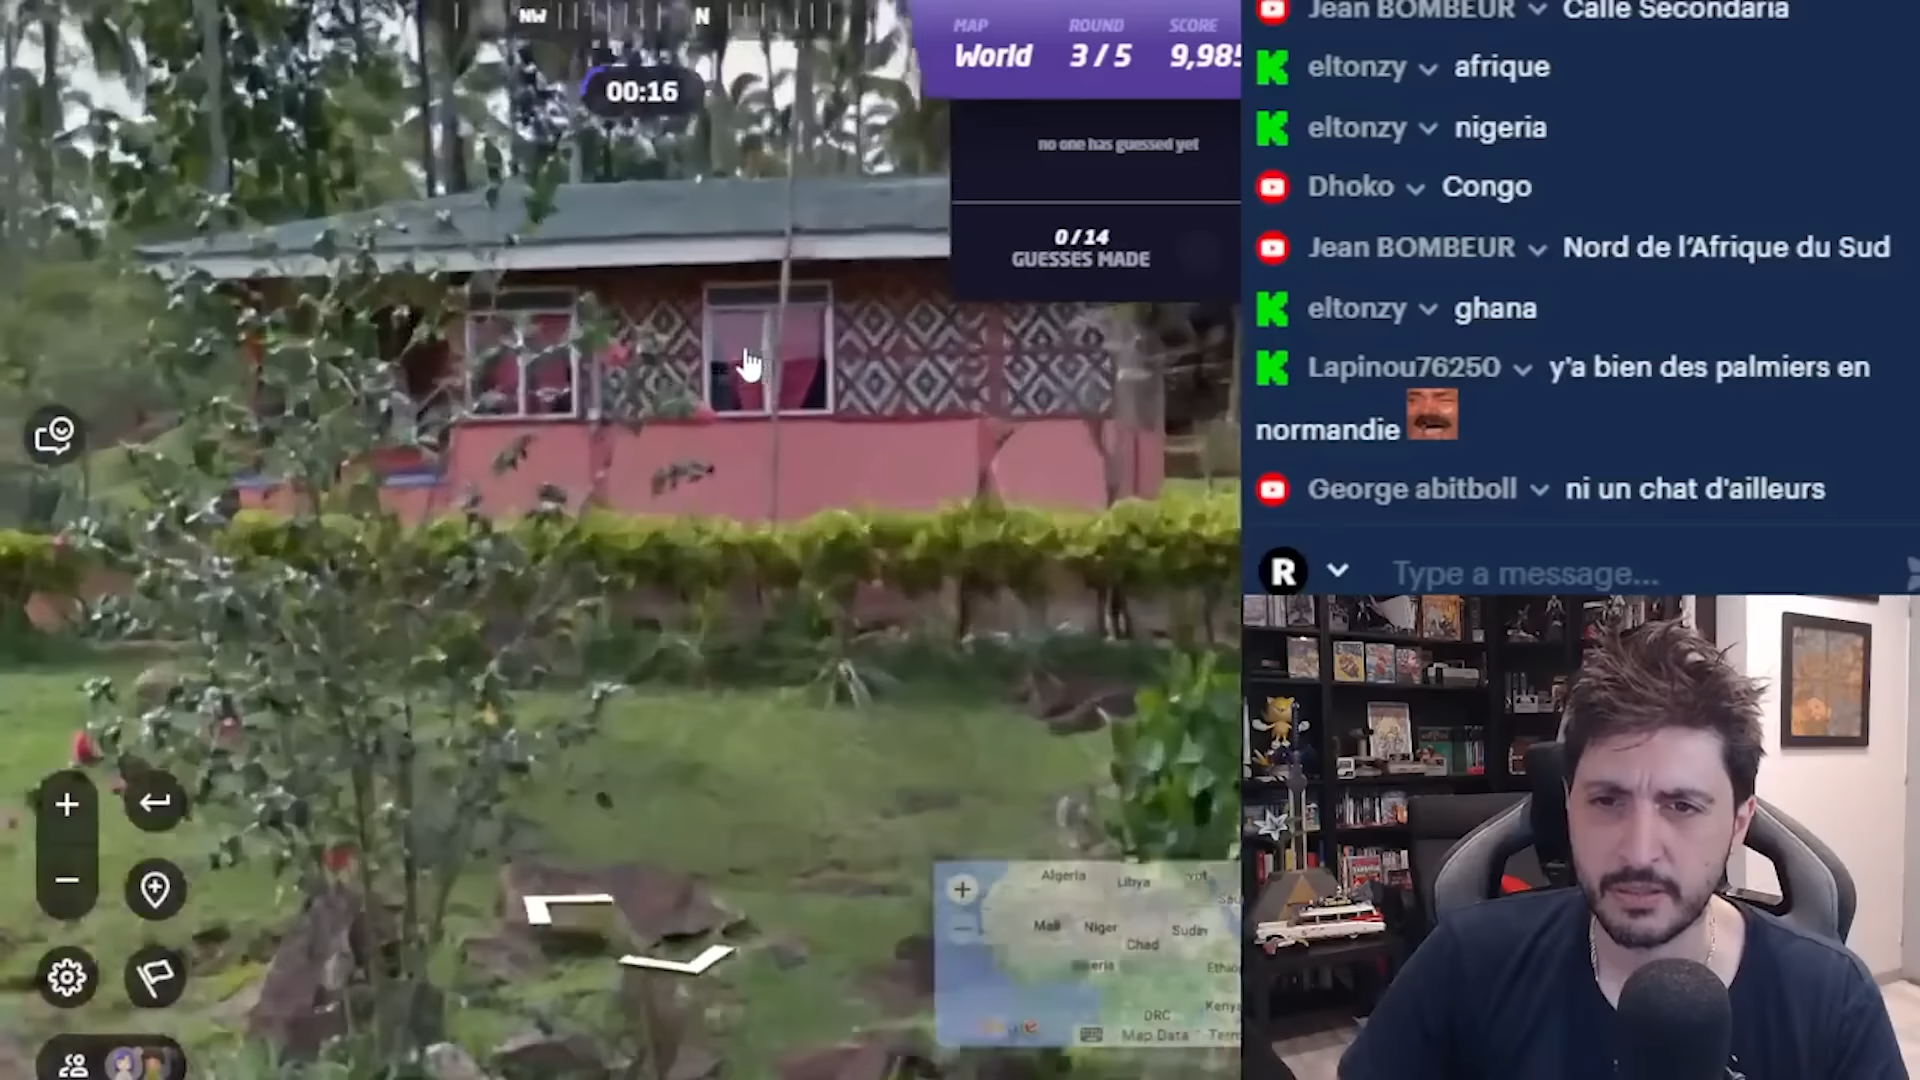 NW
N
00:16
MAP
ROUND
SCORE
World
3 / 5
9,985
no one has guessed yet
0 / 14
GUESSES MADE
Algeria
Libya
Mali
Niger
Chad
Sudan
DRC
Kenya
Map Data
Jean BOMBEUR Calle Secondaria
eltonzy afrique
eltonzy nigeria
Dhoko Congo
Jean BOMBEUR Nord de l’Afrique du Sud
eltonzy ghana
Lapinou76250 y'a bien des palmiers en
normandie
George abitboll ni un chat d'ailleurs
R
Type a message...